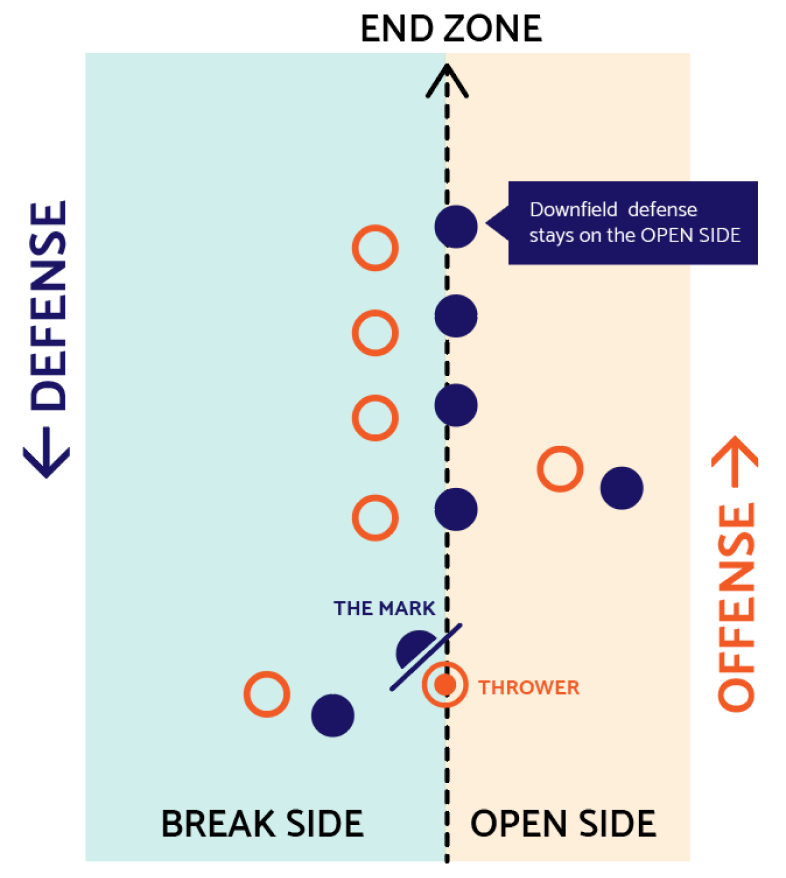 END ZONE
DEFENSE
Downfield defense
stays on the OPEN SIDE
OFFENSE
THE MARK
THROWER
BREAK SIDE
OPEN SIDE